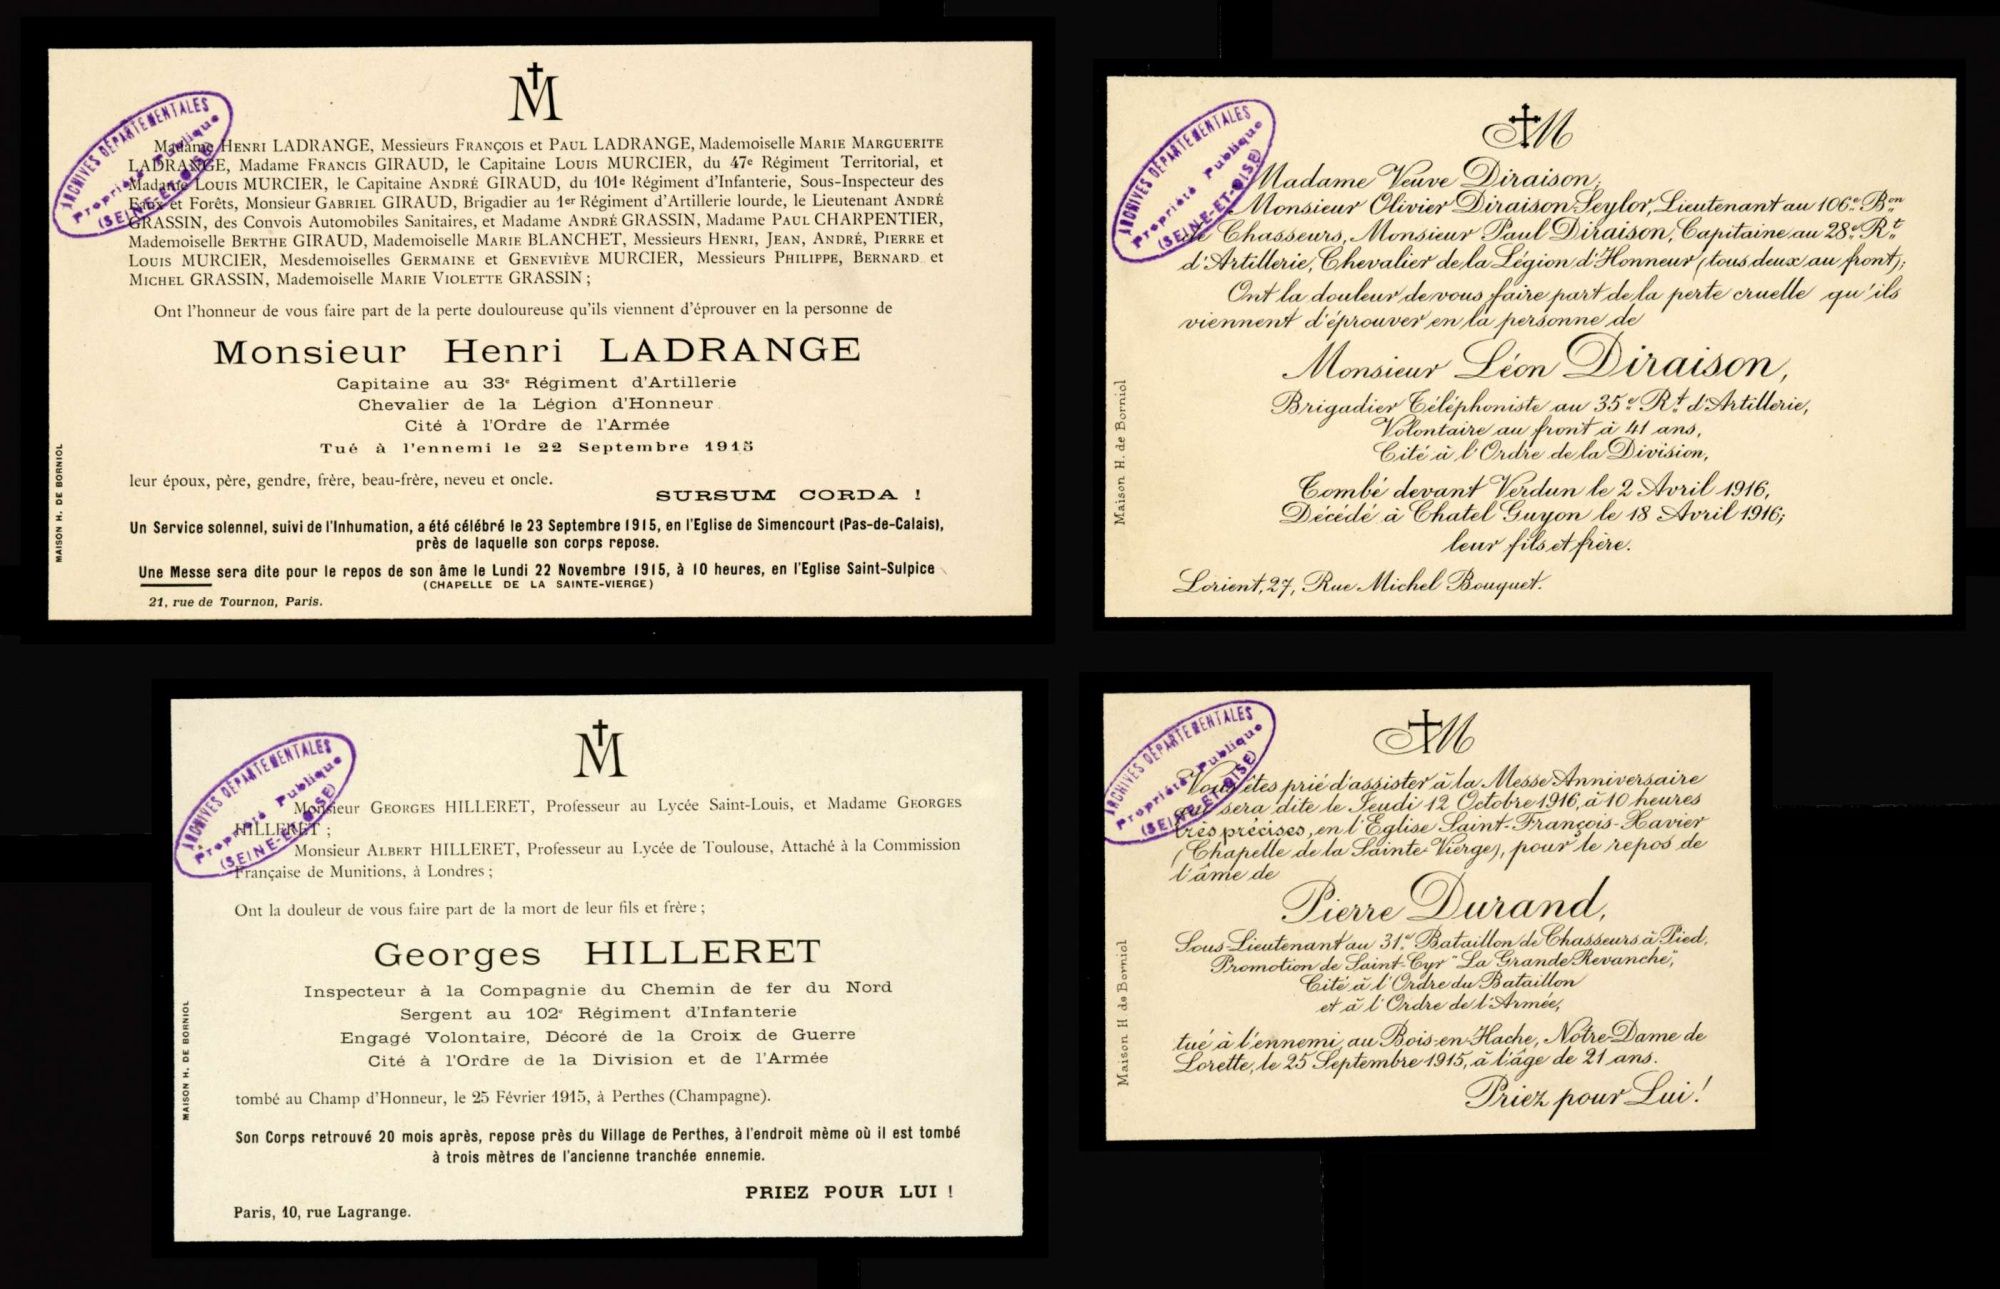 M
ARCHIVES DÉPARTEMENTALES
Propriété Publique
(SEINE-ET-OISE)
Madame Henri LADRANGE, Messieurs François et Paul LADRANGE, Mademoiselle Marie Marguerite
LADRANGE, Madame Francis GIRAUD, le Capitaine Louis MURCIER, du 47e Régiment Territorial, et
Madame Louis MURCIER, le Capitaine André GIRAUD, du 101e Régiment d'Infanterie, Sous-Inspecteur des
Eaux et Forêts, Monsieur Gabriel GIRAUD, Brigadier au 1er Régiment d'Artillerie lourde, le Lieutenant André
GRASSIN, des Convois Automobiles Sanitaires, et Madame André GRASSIN, Madame Paul CHARPENTIER,
Mademoiselle Berthe GIRAUD, Mademoiselle Marie BLANCHET, Messieurs Henri, Jean, André, Pierre et
Louis MURCIER, Mesdemoiselles Germaine et Geneviève MURCIER, Messieurs Philippe, Bernard et
Michel GRASSIN, Mademoiselle Marie Violette GRASSIN ;
Ont l'honneur de vous faire part de la perte douloureuse qu'ils viennent d'éprouver en la personne de
Monsieur Henri LADRANGE
Capitaine au 33e Régiment d'Artillerie
Chevalier de la Légion d'Honneur
Cité à l'Ordre de l'Armée
Tué à l'ennemi le 22 Septembre 1915
leur époux, père, gendre, frère, beau-frère, neveu et oncle.
SURSUM CORDA !
Un Service solennel, suivi de l'Inhumation, a été célébré le 23 Septembre 1915, en l'Eglise de Simencourt (Pas-de-Calais),
près de laquelle son corps repose.
Une Messe sera dite pour le repos de son âme le Lundi 22 Novembre 1915, à 10 heures, en l'Eglise Saint-Sulpice
(CHAPELLE DE LA SAINTE-VIERGE)
21, rue de Tournon, Paris.
MAISON H. DE BORNIOL
M
ARCHIVES DÉPARTEMENTALES
Propriété Publique
(SEINE-ET-OISE)
Madame Veuve Diraison,
Monsieur Olivier Diraison-Seylor, Lieutenant au 106e Bon
de Chasseurs, Monsieur Paul Diraison, Capitaine au 28e Rt
d'Artillerie, Chevalier de la Légion d'Honneur (tous deux au front);
Ont la douleur de vous faire part de la perte cruelle qu'ils
viennent d'éprouver en la personne de
Monsieur Léon Diraison,
Brigadier Téléphoniste au 35e Rt d'Artillerie,
Volontaire au front à 41 ans,
Cité à l'Ordre de la Division,
Tombé devant Verdun le 2 Avril 1916,
Décédé à Chatel Guyon le 18 Avril 1916;
leur fils et frère.
Lorient, 27, Rue Michel Bouquet.
Maison H. de Borniol
M
ARCHIVES DÉPARTEMENTALES
Propriété Publique
(SEINE-ET-OISE)
Monsieur Georges HILLERET, Professeur au Lycée Saint-Louis, et Madame Georges
HILLERET ;
Monsieur Albert HILLERET, Professeur au Lycée de Toulouse, Attaché à la Commission
Française de Munitions, à Londres ;
Ont la douleur de vous faire part de la mort de leur fils et frère ;
Georges HILLERET
Inspecteur à la Compagnie du Chemin de fer du Nord
Sergent au 102e Régiment d'Infanterie
Engagé Volontaire, Décoré de la Croix de Guerre
Cité à l'Ordre de la Division et de l'Armée
tombé au Champ d'Honneur, le 25 Février 1915, à Perthes (Champagne).
Son Corps retrouvé 20 mois après, repose près du Village de Perthes, à l'endroit mème où il est tombé
à trois mètres de l'ancienne tranchée ennemie.
PRIEZ POUR LUI !
Paris, 10, rue Lagrange.
MAISON H. DE BORNIOL
M
ARCHIVES DÉPARTEMENTALES
Propriété Publique
(SEINE-ET-OISE)
Vous êtes prié d'assister à la Messe Anniversaire
qui sera dite le Jeudi 12 Octobre 1916, à 10 heures
très précises, en l'Eglise Saint-François-Xavier
(Chapelle de la Sainte Vierge), pour le repos de
l'âme de
Pierre Durand,
Sous-Lieutenant au 31e Bataillon de Chasseurs à Pied,
Promotion de Saint-Cyr "La Grande Revanche",
Cité à l'Ordre du Bataillon
et à l'Ordre de l'Armée,
tué à l'ennemi, au Bois-en-Hache, Notre-Dame de
Lorette, le 25 Septembre 1915, à l'âge de 21 ans.
Priez pour Lui !
Maison H de Borniol